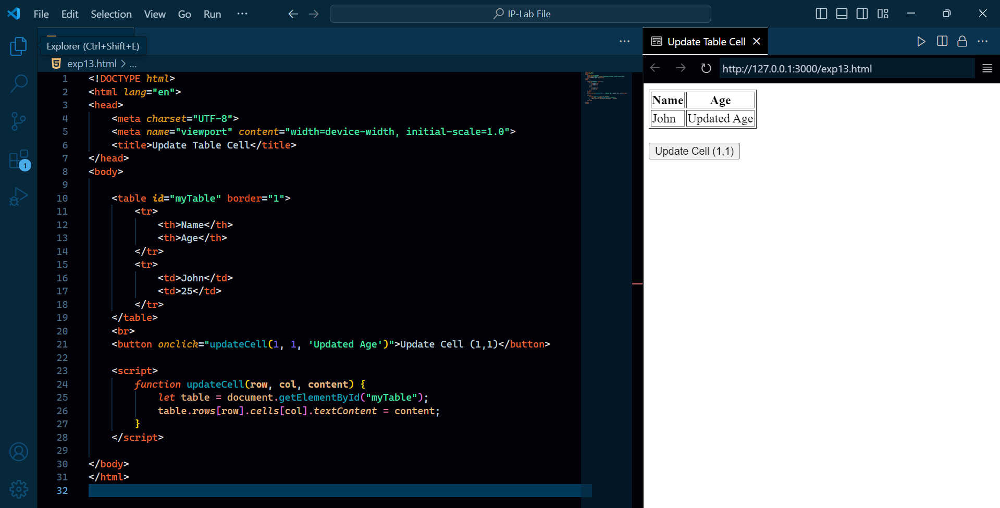 File Edit Selection View Go Run ··· IP-Lab File
Explorer (Ctrl+Shift+E)
exp13.html > ...
1 <!DOCTYPE html>
2 <html lang="en">
3 <head>
4 <meta charset="UTF-8">
5 <meta name="viewport" content="width=device-width, initial-scale=1.0">
6 <title>Update Table Cell</title>
7 </head>
8 <body>
9
10 <table id="myTable" border="1">
11 <tr>
12 <th>Name</th>
13 <th>Age</th>
14 </tr>
15 <tr>
16 <td>John</td>
17 <td>25</td>
18 </tr>
19 </table>
20 <br>
21 <button onclick="updateCell(1, 1, 'Updated Age')">Update Cell (1,1)</button>
22
23 <script>
24 function updateCell(row, col, content) {
25 let table = document.getElementById("myTable");
26 table.rows[row].cells[col].textContent = content;
27 }
28 </script>
29
30 </body>
31 </html>
32
1
Update Table Cell
http://127.0.0.1:3000/exp13.html
Name Age
John Updated Age
Update Cell (1,1)